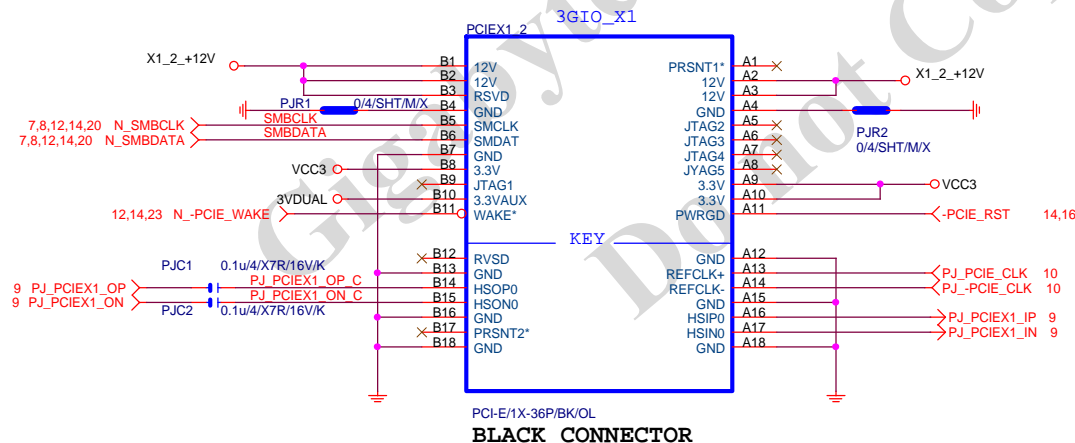 3GIO_X1
PCIEX1_2
X1_2_+12V B1 12V PRSNT1* A1
B2 12V 12V A2 X1_2_+12V
B3 RSVD 12V A3
PJR1 0/4/SHT/M/X B4 GND GND A4
7,8,12,14,20 N_SMBCLK SMBCLK B5 SMCLK JTAG2 A5 PJR2
7,8,12,14,20 N_SMBDATA SMBDATA B6 SMDAT JTAG3 A6 0/4/SHT/M/X
B7 GND JTAG4 A7
VCC3 B8 3.3V JYAG5 A8
B9 JTAG1 3.3V A9 VCC3
3VDUAL B10 3.3VAUX 3.3V A10
12,14,23 N_-PCIE_WAKE B11 WAKE* PWRGD A11 -PCIE_RST 14,16
KEY
B12 RVSD GND A12
PJC1 0.1u/4/X7R/16V/K B13 GND REFCLK+ A13 PJ_PCIE_CLK 10
9 PJ_PCIEX1_OP PJ_PCIEX1_OP_C B14 HSOP0 REFCLK- A14 PJ_-PCIE_CLK 10
9 PJ_PCIEX1_ON PJ_PCIEX1_ON_C B15 HSON0 GND A15
PJC2 0.1u/4/X7R/16V/K B16 GND HSIP0 A16 PJ_PCIEX1_IP 9
B17 PRSNT2* HSIN0 A17 PJ_PCIEX1_IN 9
B18 GND GND A18
PCI-E/1X-36P/BK/OL
BLACK CONNECTOR
Gigabyte
Do not Co